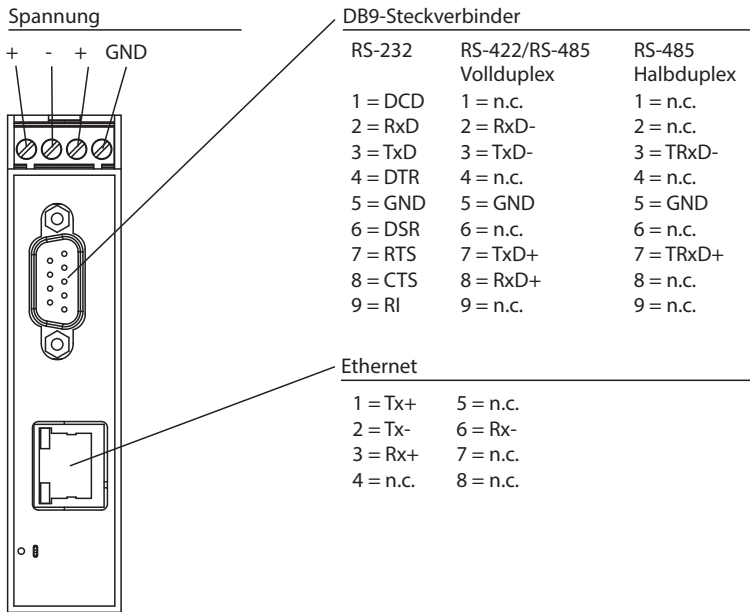 Spannung
+ - + GND
DB9-Steckverbinder
RS-232 RS-422/RS-485 Vollduplex RS-485 Halbduplex
1 = DCD 1 = n.c. 1 = n.c.
2 = RxD 2 = RxD- 2 = n.c.
3 = TxD 3 = TxD- 3 = TRxD-
4 = DTR 4 = n.c. 4 = n.c.
5 = GND 5 = GND 5 = GND
6 = DSR 6 = n.c. 6 = n.c.
7 = RTS 7 = TxD+ 7 = TRxD+
8 = CTS 8 = RxD+ 8 = n.c.
9 = RI 9 = n.c. 9 = n.c.
Ethernet
1 = Tx+ 5 = n.c.
2 = Tx- 6 = Rx-
3 = Rx+ 7 = n.c.
4 = n.c. 8 = n.c.